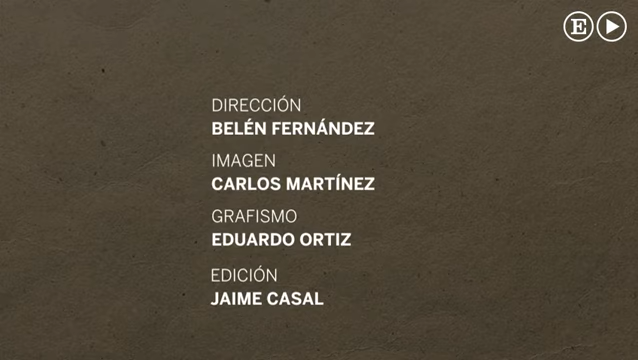 E
DIRECCIÓN
BELÉN FERNÁNDEZ
IMAGEN
CARLOS MARTÍNEZ
GRAFISMO
EDUARDO ORTIZ
EDICIÓN
JAIME CASAL